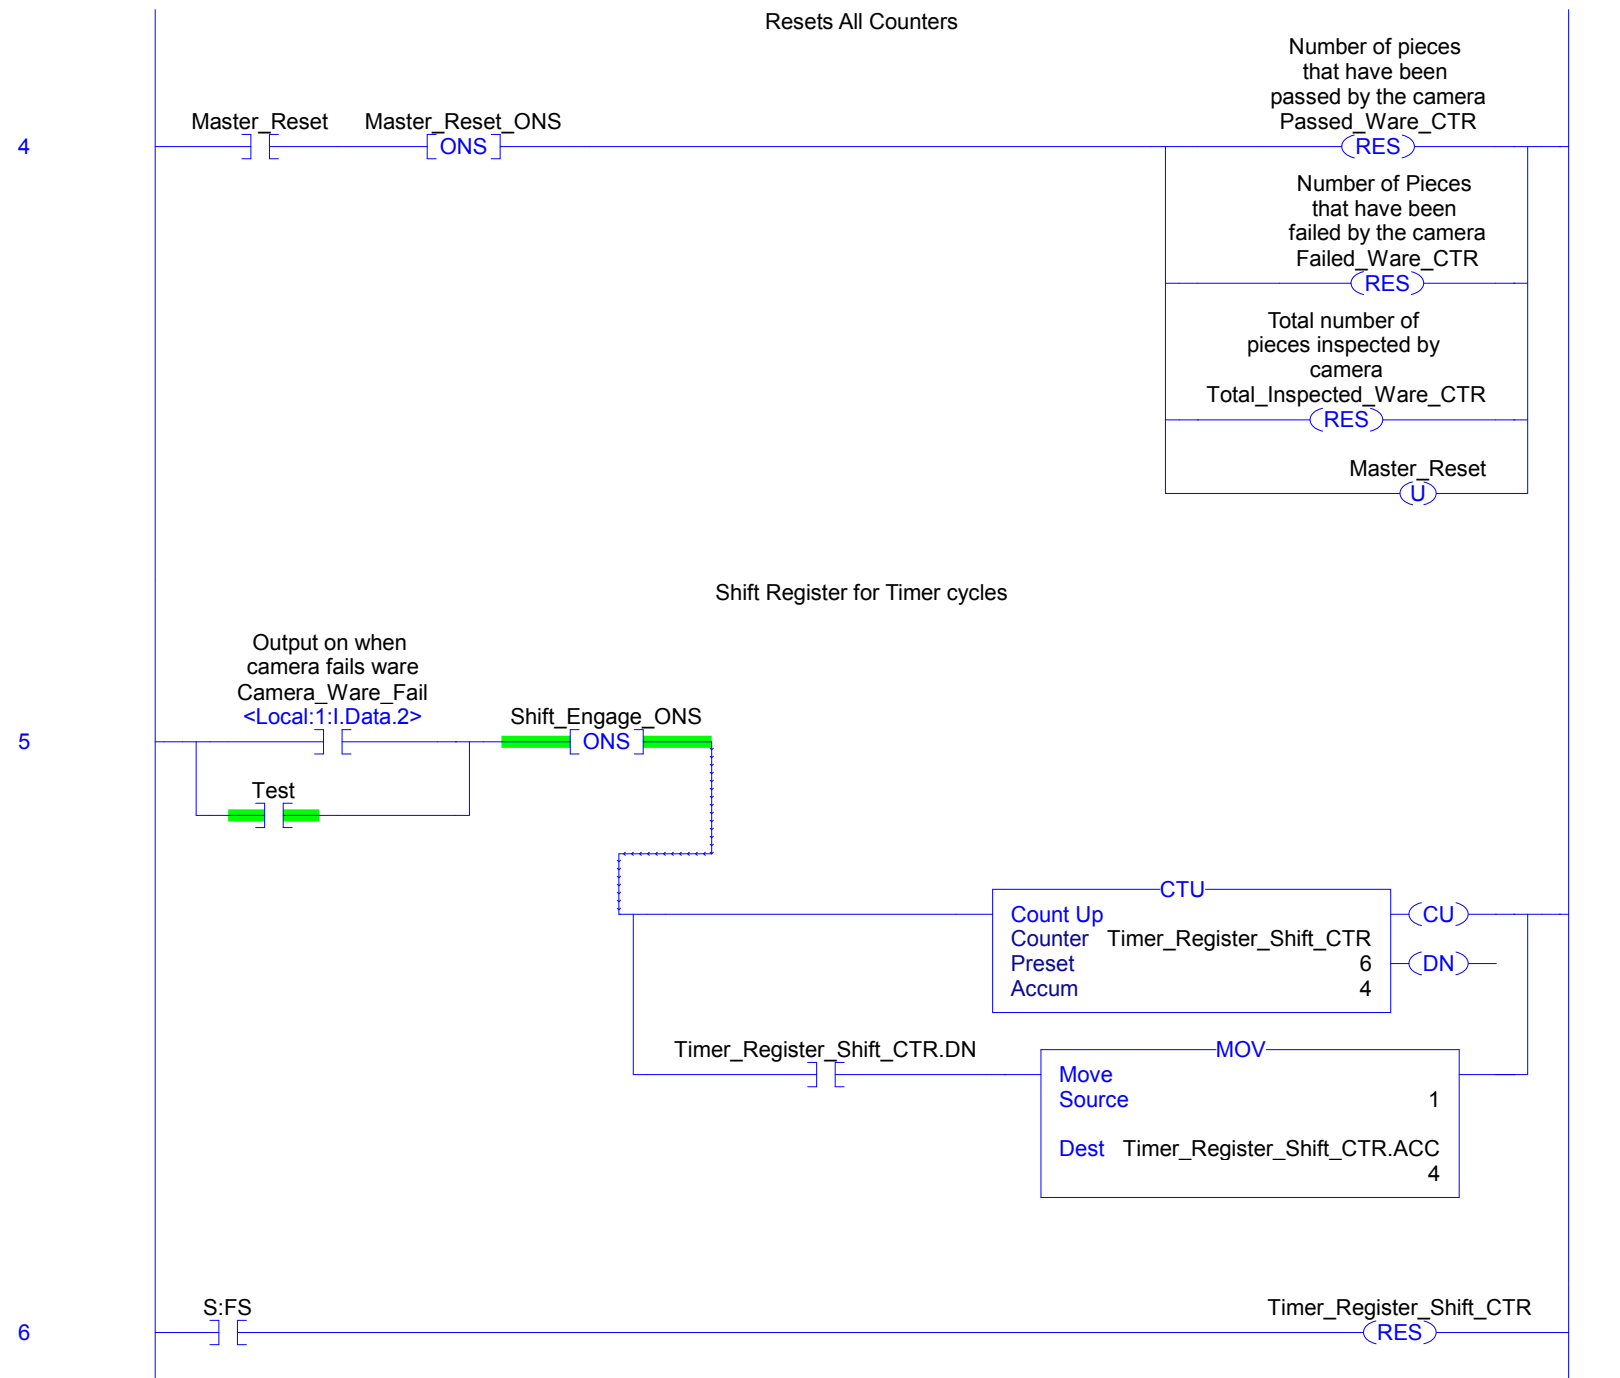 Resets All Counters
Number of pieces
that have been
passed by the camera
Passed_Ware_CTR
Master_Reset
Master_Reset_ONS
4
ONS
RES
Number of Pieces
that have been
failed by the camera
Failed_Ware_CTR
RES
Total number of
pieces inspected by
camera
Total_Inspected_Ware_CTR
RES
Master_Reset
U
Shift Register for Timer cycles
Output on when
camera fails ware
Camera_Ware_Fail
<Local:1:I.Data.2>
Shift_Engage_ONS
5
ONS
Test
CTU
Count Up
Counter Timer_Register_Shift_CTR
Preset 6
Accum 4
CU
DN
Timer_Register_Shift_CTR.DN
MOV
Move
Source 1
Dest Timer_Register_Shift_CTR.ACC
4
S:FS
Timer_Register_Shift_CTR
6
RES